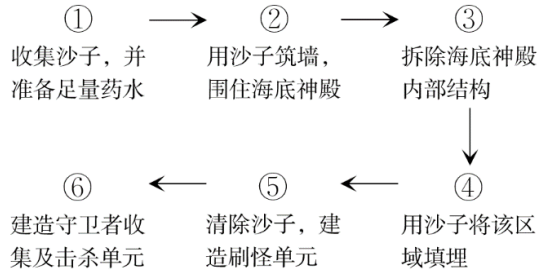 ① ② ③
收集沙子，并 用沙子筑墙， 拆除海底神殿
准备足量药水 围住海底神殿 内部结构
⑥ ⑤ ④
建造守卫者收 清除沙子，建 用沙子将该区
集及击杀单元 造刷怪单元 域填埋